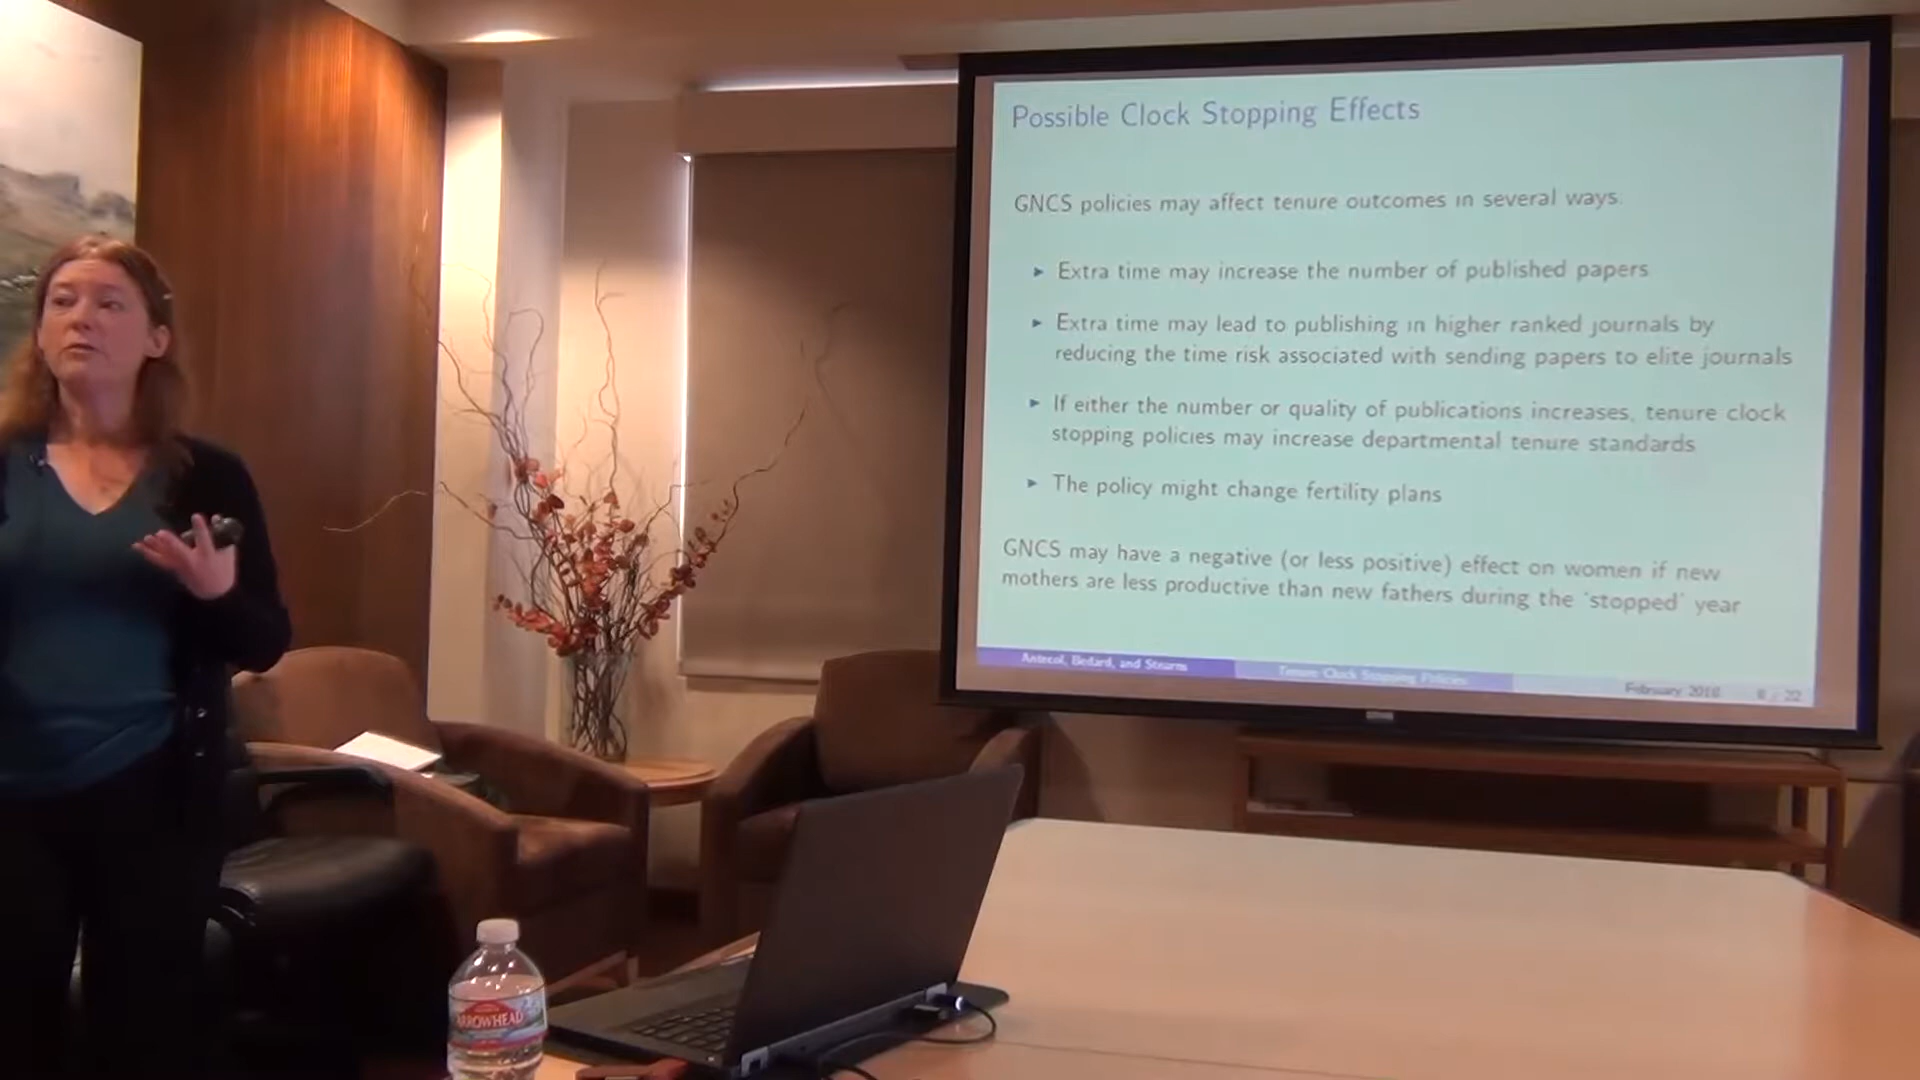 Possible Clock Stopping Effects
GNCS policies may affect tenure outcomes in several ways.
Extra time may increase the number of published papers
Extra time may lead to publishing in higher ranked journals by
reducing the time risk associated with sending papers to elite journals
If either the number or quality of publications increases, tenure clock
stopping policies may increase departmental tenure standards
The policy might change fertility plans
GNCS may have a negative (or less positive) effect on women if new
mothers are less productive than new fathers during the 'stopped' year
Antecol, Bedard, and Stearns
Tenure Clock Stopping Policies
February 2016
/ 22
ARROWHEAD